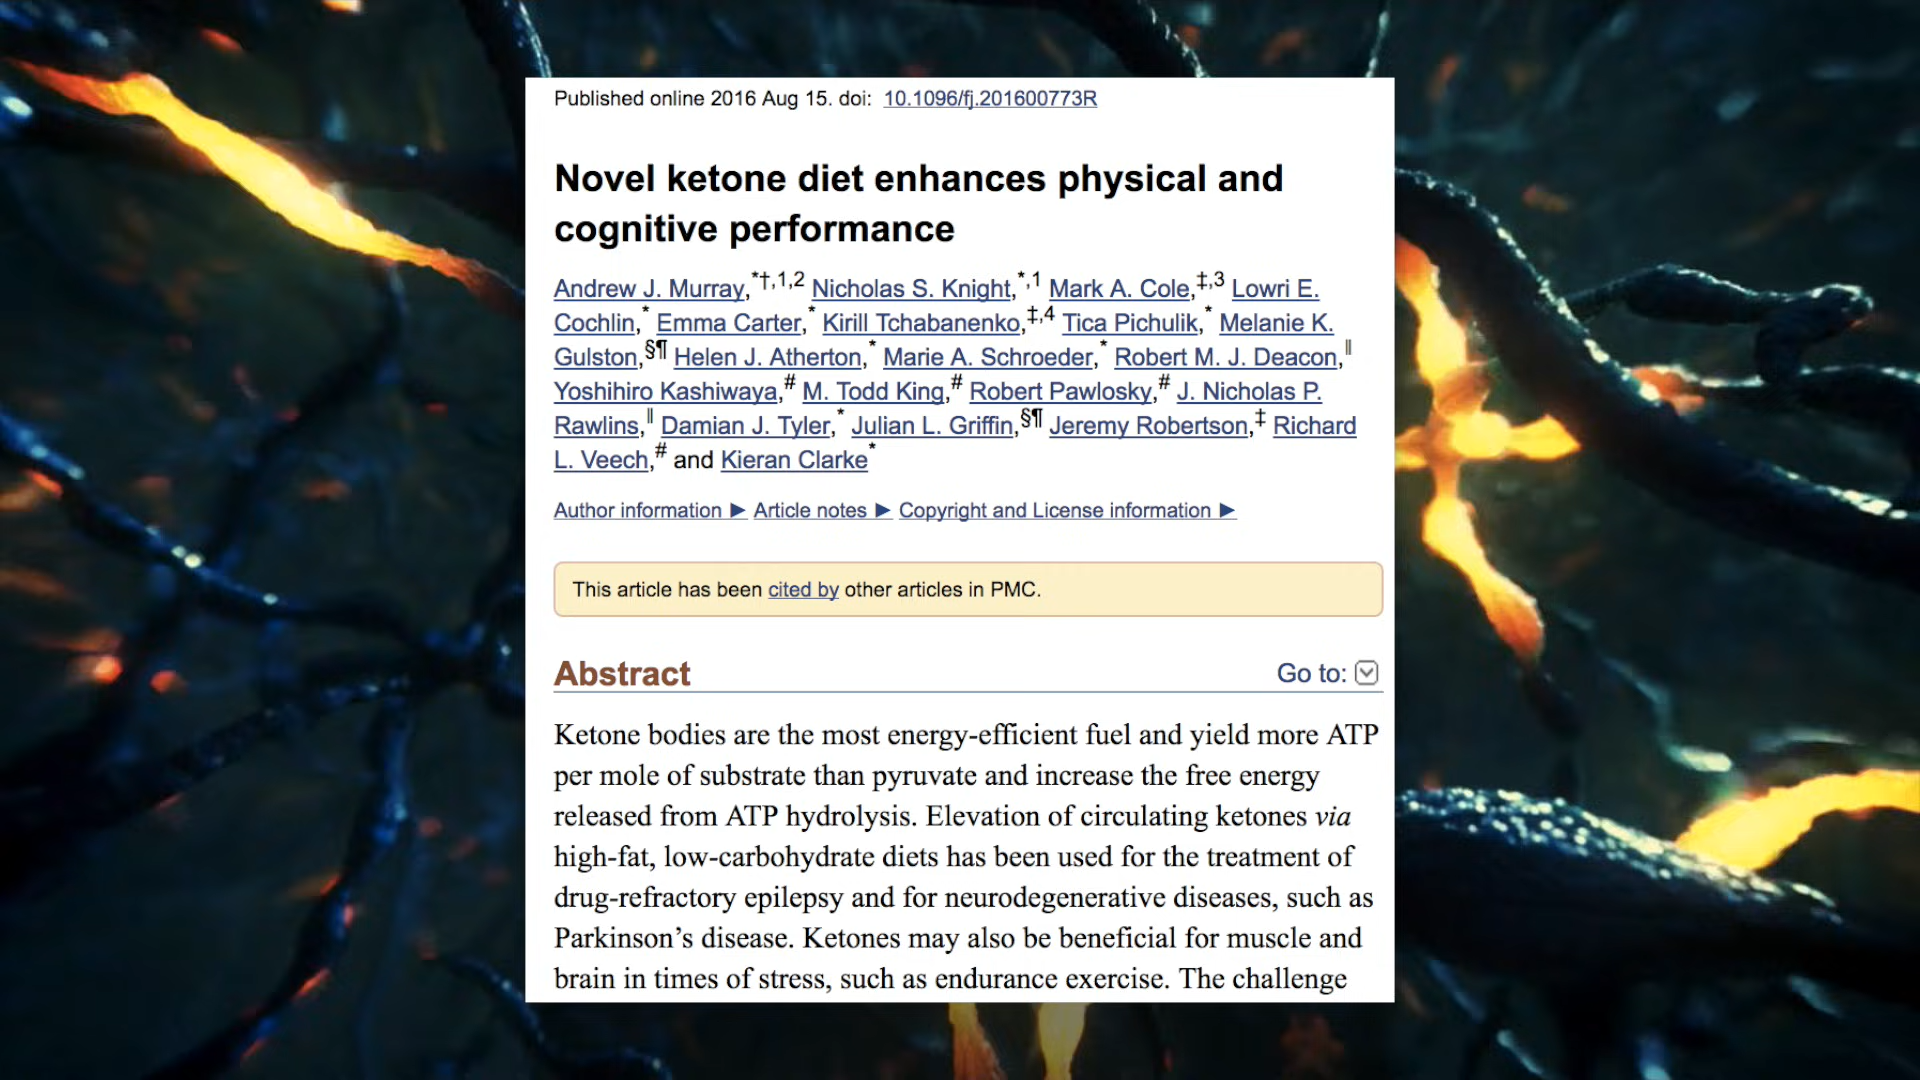 Published online 2016 Aug 15. doi: 10.1096/fj.201600773R
Novel ketone diet enhances physical and
cognitive performance
Andrew J. Murray,*†,1,2 Nicholas S. Knight,*,1 Mark A. Cole,‡,3 Lowri E.
Cochlin,* Emma Carter,* Kirill Tchabanenko,‡,4 Tica Pichulik,* Melanie K.
Gulston,§¶ Helen J. Atherton,* Marie A. Schroeder,* Robert M. J. Deacon,‖
Yoshihiro Kashiwaya,# M. Todd King,# Robert Pawlosky,# J. Nicholas P.
Rawlins,‖ Damian J. Tyler,* Julian L. Griffin,§¶ Jeremy Robertson,‡ Richard
L. Veech,# and Kieran Clarke*
Author information ► Article notes ► Copyright and License information ►
This article has been cited by other articles in PMC.
Abstract Go to:
Ketone bodies are the most energy-efficient fuel and yield more ATP
per mole of substrate than pyruvate and increase the free energy
released from ATP hydrolysis. Elevation of circulating ketones via
high-fat, low-carbohydrate diets has been used for the treatment of
drug-refractory epilepsy and for neurodegenerative diseases, such as
Parkinson’s disease. Ketones may also be beneficial for muscle and
brain in times of stress, such as endurance exercise. The challenge